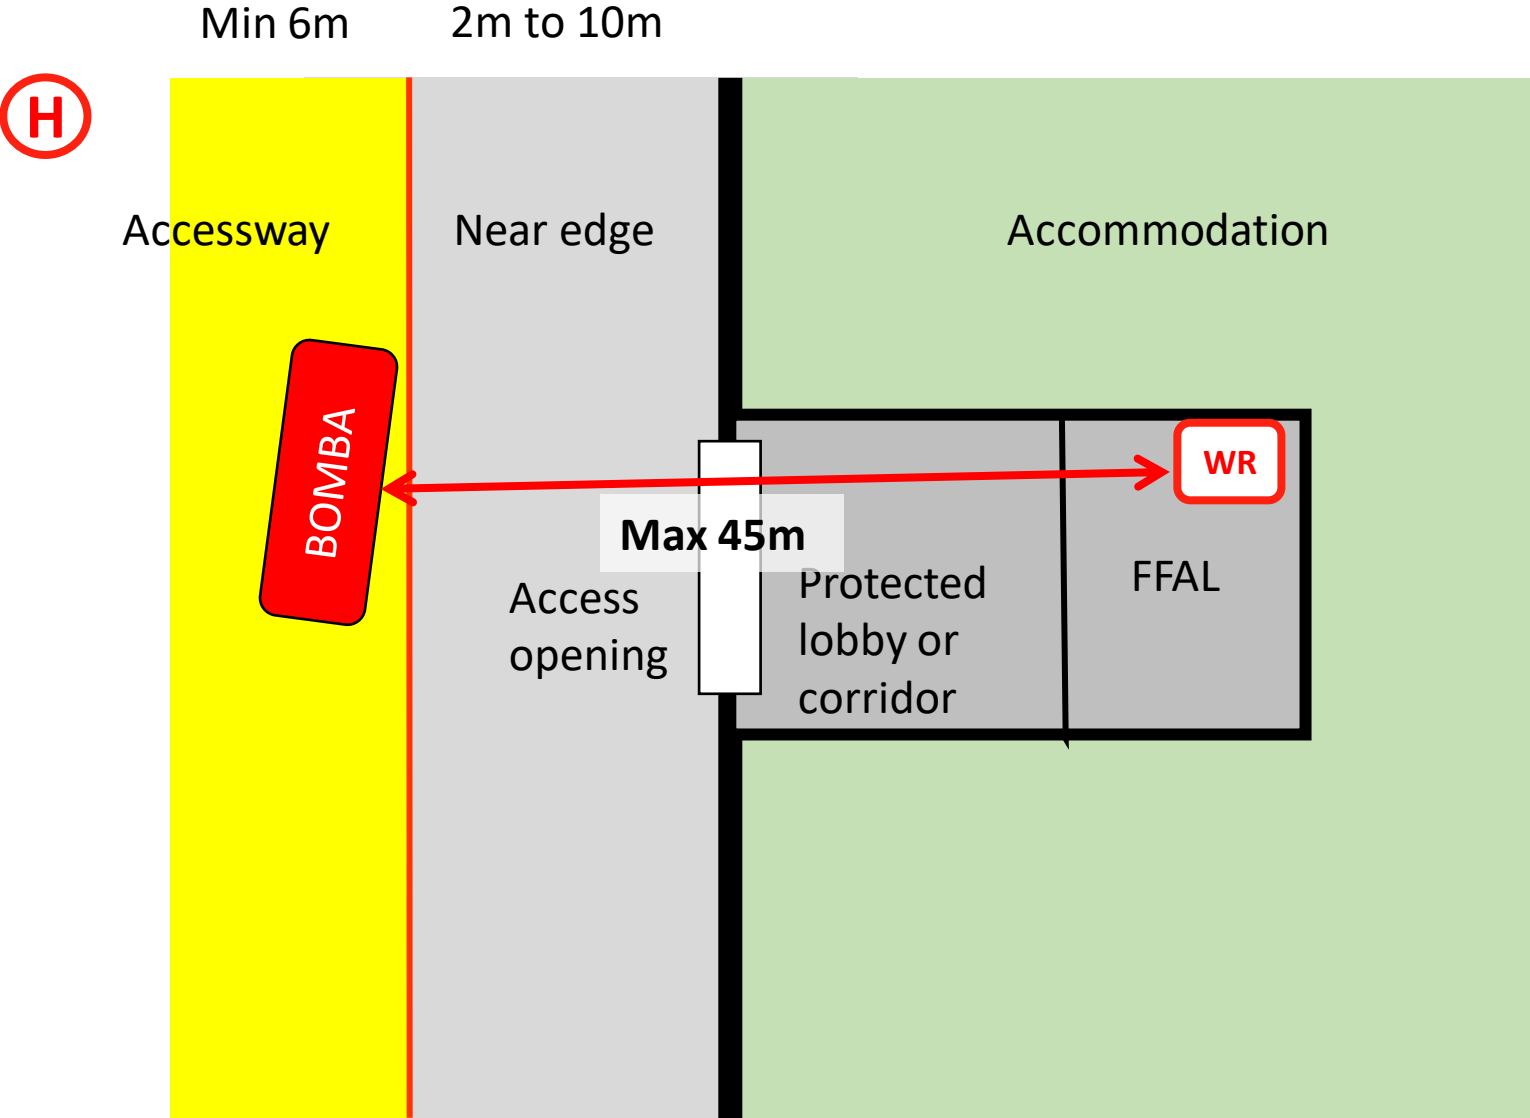 Min 6m
2m to 10m
H
Accessway
Near edge
Accommodation
BOMBA
WR
Max 45m
Access
opening
Protected
lobby or
corridor
FFAL